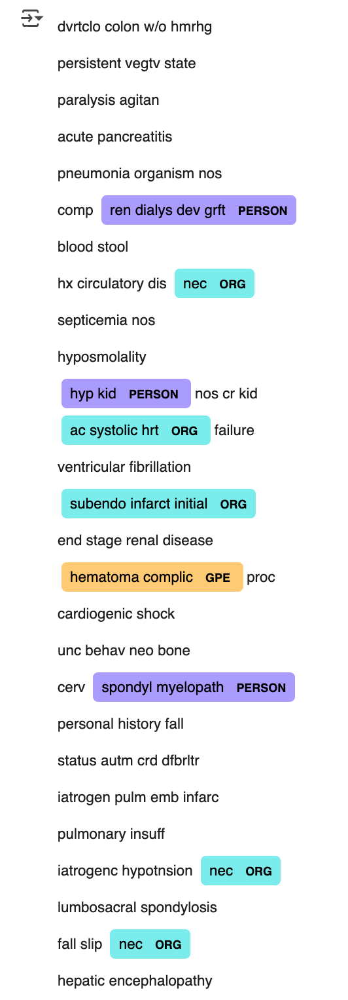 dvrtclo colon w/o hmrhg
persistent vegtv state
paralysis agitan
acute pancreatitis
pneumonia organism nos
comp ren dialys dev grft PERSON
blood stool
hx circulatory dis nec ORG
septicemia nos
hyposmolality
hyp kid PERSON nos cr kid
ac systolic hrt ORG failure
ventricular fibrillation
subendo infarct initial ORG
end stage renal disease
hematoma complic GPE proc
cardiogenic shock
unc behav neo bone
cerv spondyl myelopath PERSON
personal history fall
status autm crd dfbrltr
iatrogen pulm emb infarc
pulmonary insuff
iatrogenc hypotnsion nec ORG
lumbosacral spondylosis
fall slip nec ORG
hepatic encephalopathy